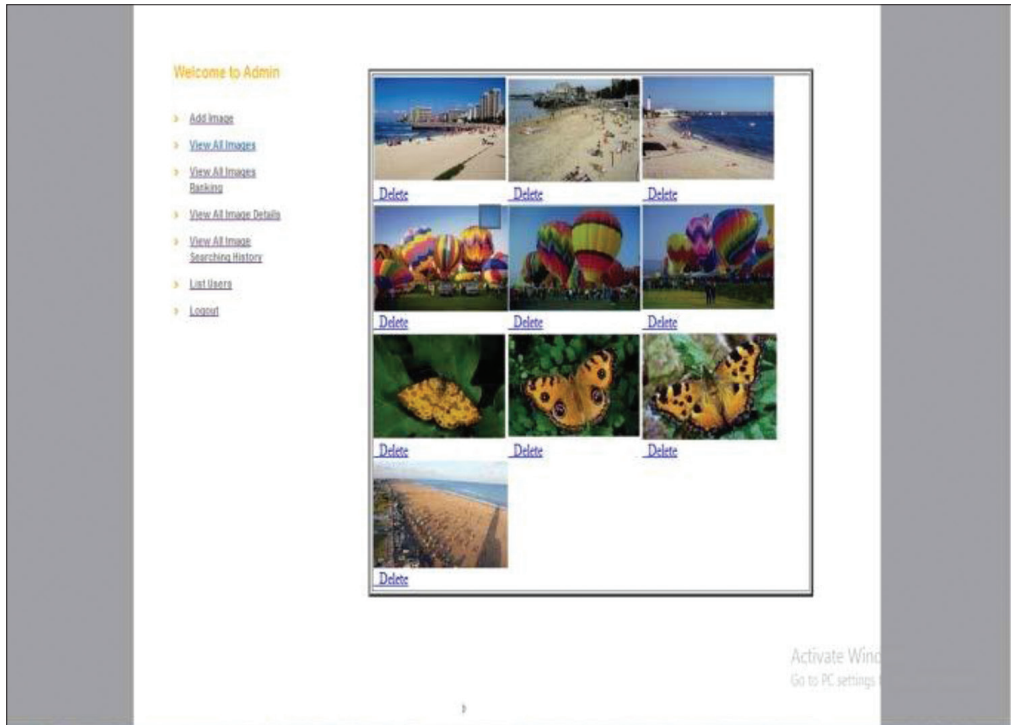 Welcome to Admin
Add Image
View All Images
View All Images
Ranking
View All Image Details
View All Image
Searching History
List Users
Logout
Delete Delete Delete
Delete Delete Delete
Delete Delete Delete
Delete
Activate Wind
Go to PC settings